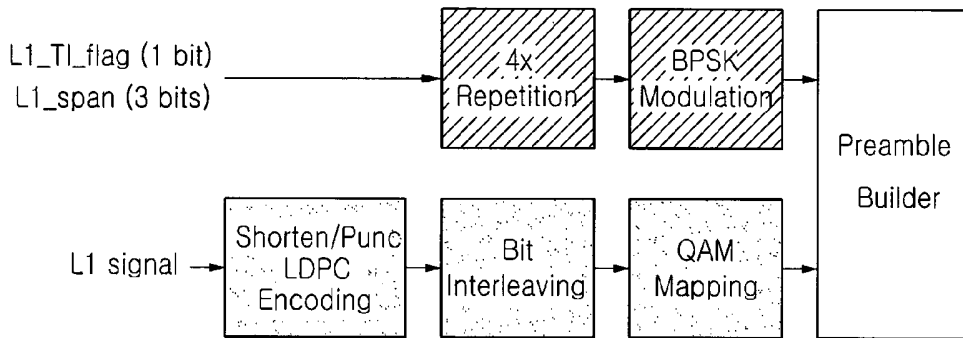 L1_TI_flag (1 bit)
L1_span (3 bits)
4x
Repetition
BPSK
Modulation
Preamble
Builder
L1 signal
Shorten/Punc
LDPC
Encoding
Bit
Interleaving
QAM
Mapping